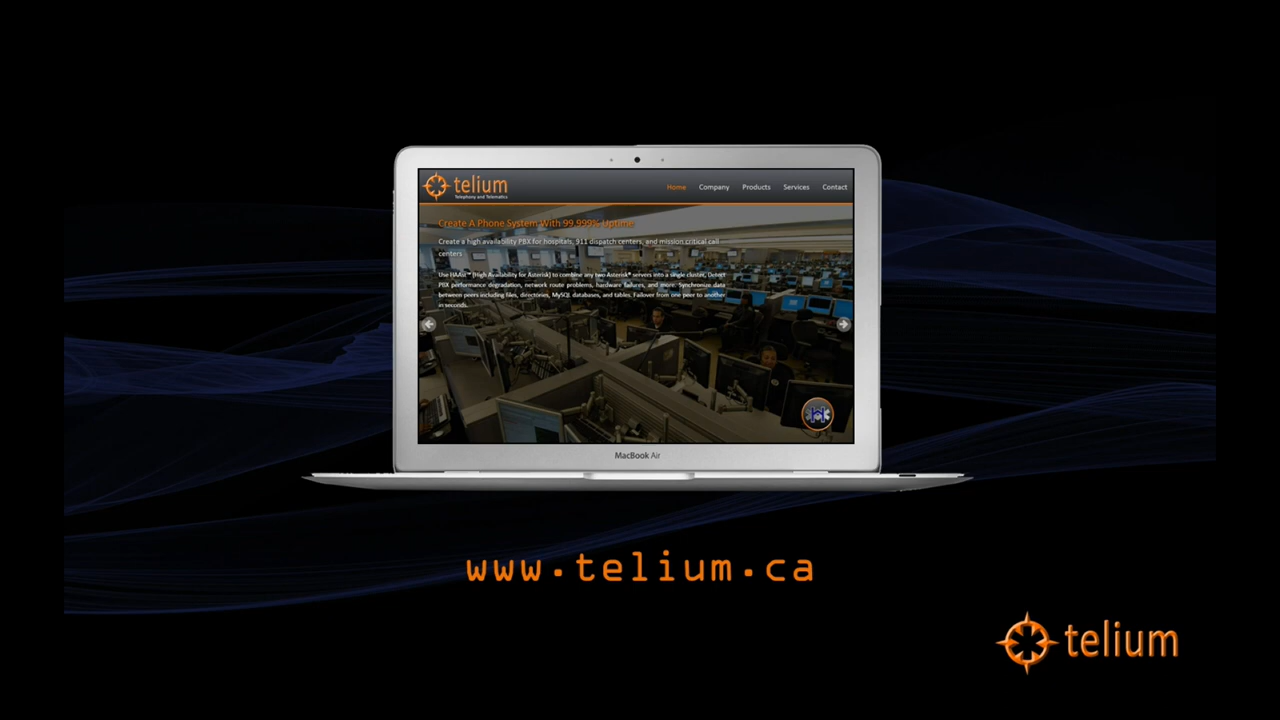 telium
Telephony and Telematics
Home Company Products Services Contact
Create A Phone System With 99.999% Uptime
Create a high availability PBX for hospitals, 911 dispatch centers, and mission critical call
centers
Use HAAst™ (High Availability for Asterisk) to combine any two Asterisk® servers into a single cluster. Detect
PBX performance degradation, network route problems, hardware failures, and more. Synchronize data
between peers including files, directories, MySQL databases, and tables. Failover from one peer to another
in seconds.
MacBook Air
www.telium.ca
telium